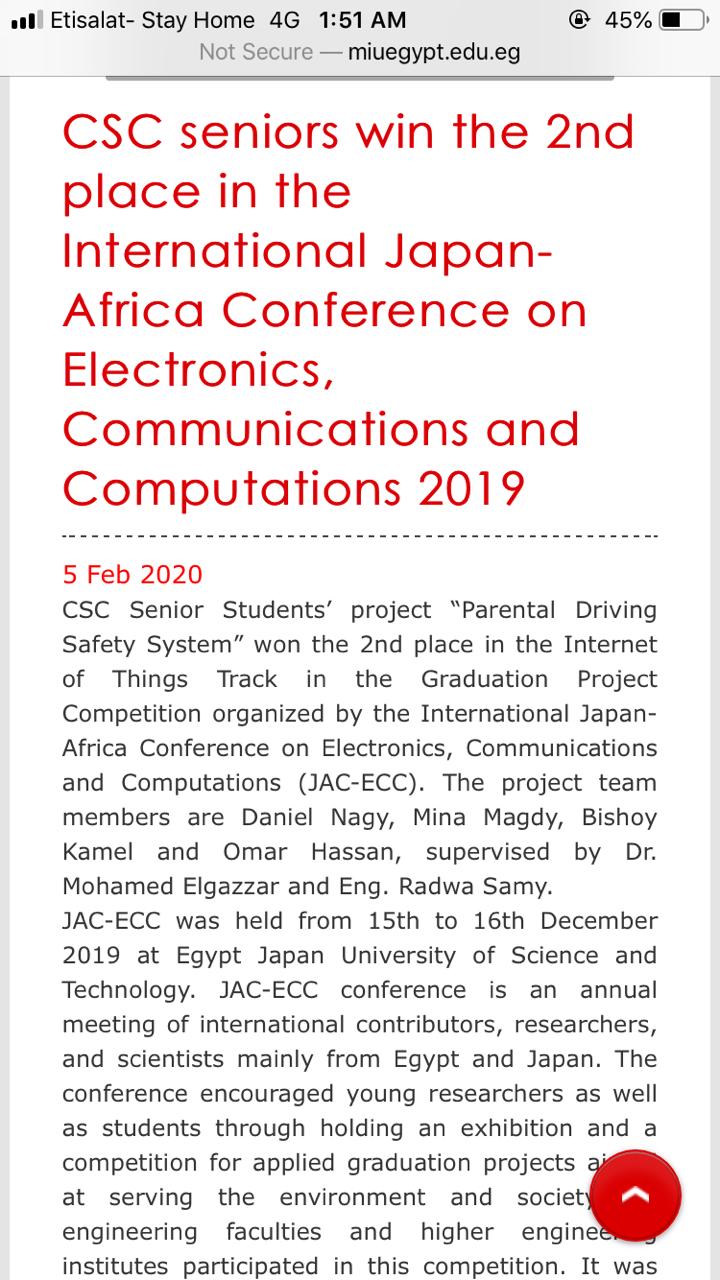 Etisalat- Stay Home 4G 1:51 AM 45%
Not Secure — miuegypt.edu.eg
CSC seniors win the 2nd
place in the
International Japan-
Africa Conference on
Electronics,
Communications and
Computations 2019
5 Feb 2020
CSC Senior Students’ project “Parental Driving
Safety System” won the 2nd place in the Internet
of Things Track in the Graduation Project
Competition organized by the International Japan-
Africa Conference on Electronics, Communications
and Computations (JAC-ECC). The project team
members are Daniel Nagy, Mina Magdy, Bishoy
Kamel and Omar Hassan, supervised by Dr.
Mohamed Elgazzar and Eng. Radwa Samy.
JAC-ECC was held from 15th to 16th December
2019 at Egypt Japan University of Science and
Technology. JAC-ECC conference is an annual
meeting of international contributors, researchers,
and scientists mainly from Egypt and Japan. The
conference encouraged young researchers as well
as students through holding an exhibition and a
competition for applied graduation projects
at serving the environment and society
engineering faculties and higher
institutes participated in this competition. It was